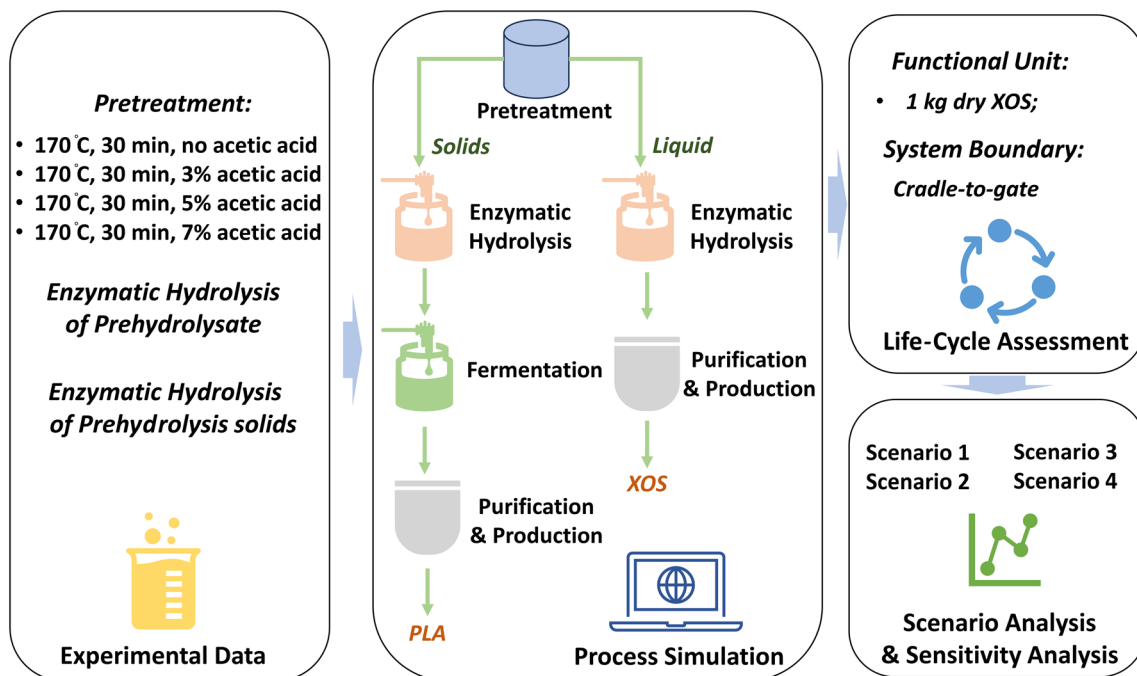 Pretreatment:
• 170℃, 30 min, no acetic acid
• 170℃, 30 min, 3% acetic acid
• 170℃, 30 min, 5% acetic acid
• 170℃, 30 min, 7% acetic acid
Enzymatic Hydrolysis
of Prehydrolysate
Enzymatic Hydrolysis
of Prehydrolysis solids
Experimental Data
Pretreatment
Solids
Liquid
Enzymatic
Hydrolysis
Enzymatic
Hydrolysis
Fermentation
Purification
& Production
Purification
& Production
XOS
PLA
Process Simulation
Functional Unit:
• 1 kg dry XOS;
System Boundary:
Cradle-to-gate
Life-Cycle Assessment
Scenario 1
Scenario 3
Scenario 2
Scenario 4
Scenario Analysis
& Sensitivity Analysis